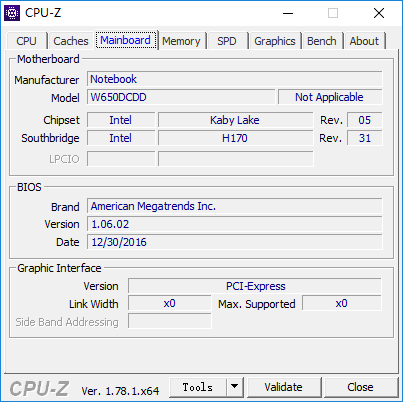 CPU-Z
CPU Caches Mainboard Memory SPD Graphics Bench About
Motherboard
Manufacturer Notebook
Model W650DCDD Not Applicable
Chipset Intel Kaby Lake Rev. 05
Southbridge Intel H170 Rev. 31
LPCIO
BIOS
Brand American Megatrends Inc.
Version 1.06.02
Date 12/30/2016
Graphic Interface
Version PCI-Express
Link Width x0 Max. Supported x0
Side Band Addressing
CPU-Z Ver. 1.78.1.x64 Tools Validate Close